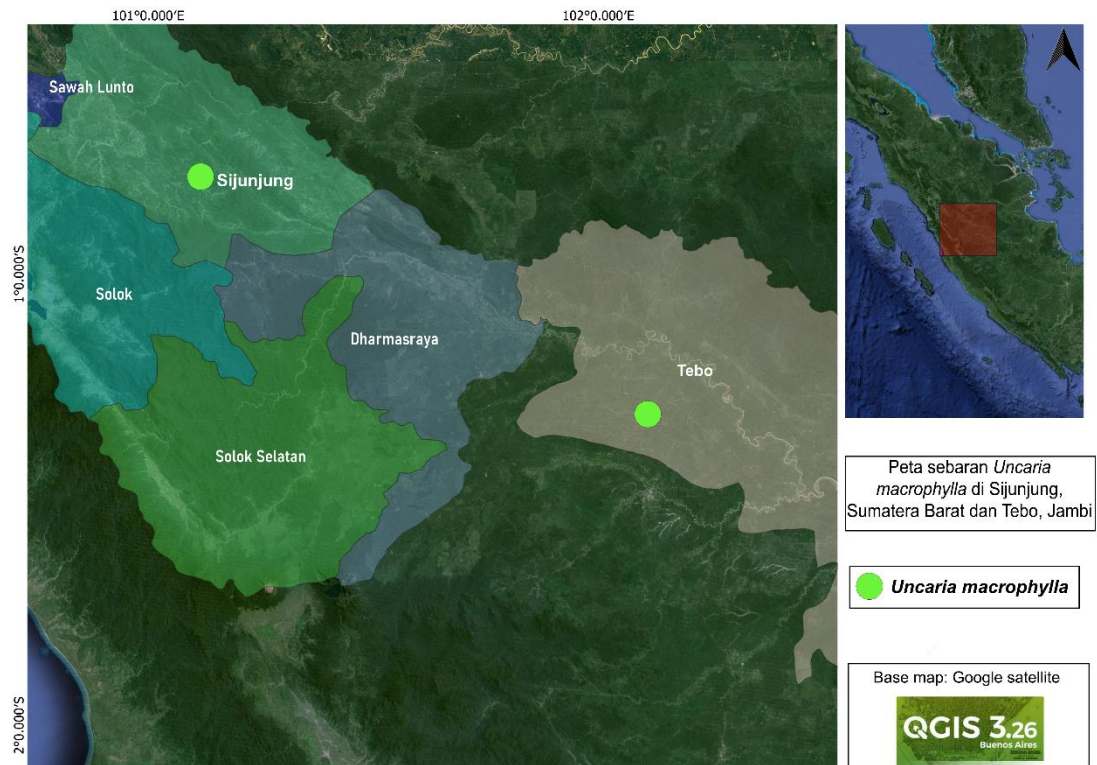 101°0.000'E
102°0.000'E
1°0.000'S
2°0.000'S
Sawah Lunto
Sijunjung
Solok
Dharmasraya
Tebo
Solok Selatan
Peta sebaran Uncaria
macrophylla di Sijunjung,
Sumatera Barat dan Tebo, Jambi
Uncaria macrophylla
Base map: Google satellite
QGIS 3.26
Buenos Aires